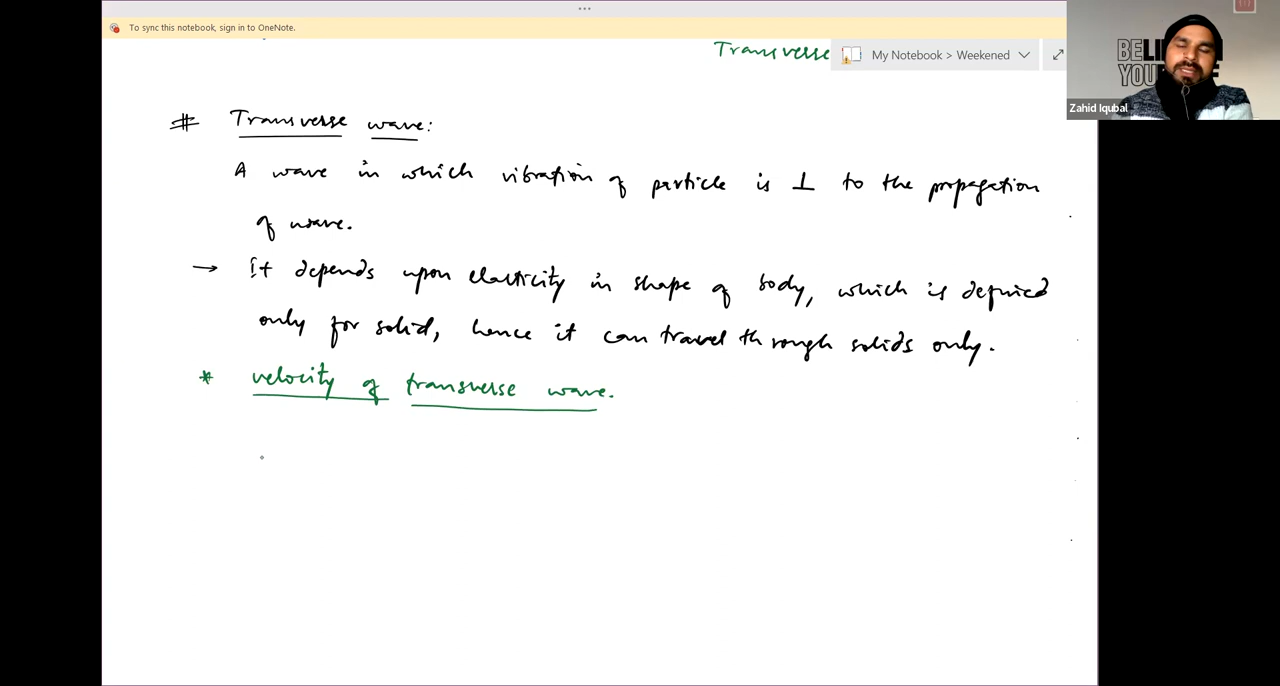 To sync this notebook, sign in to OneNote.
Transverse
My Notebook > Weekened
Zahid Iqubal
# Transverse wave:
A wave in which vibration of particle is ⊥ to the propagation
of wave.
→ It depends upon elasticity in shape of body, which is defined
only for solid, hence it can travel through solids only.
* velocity of transverse wave.